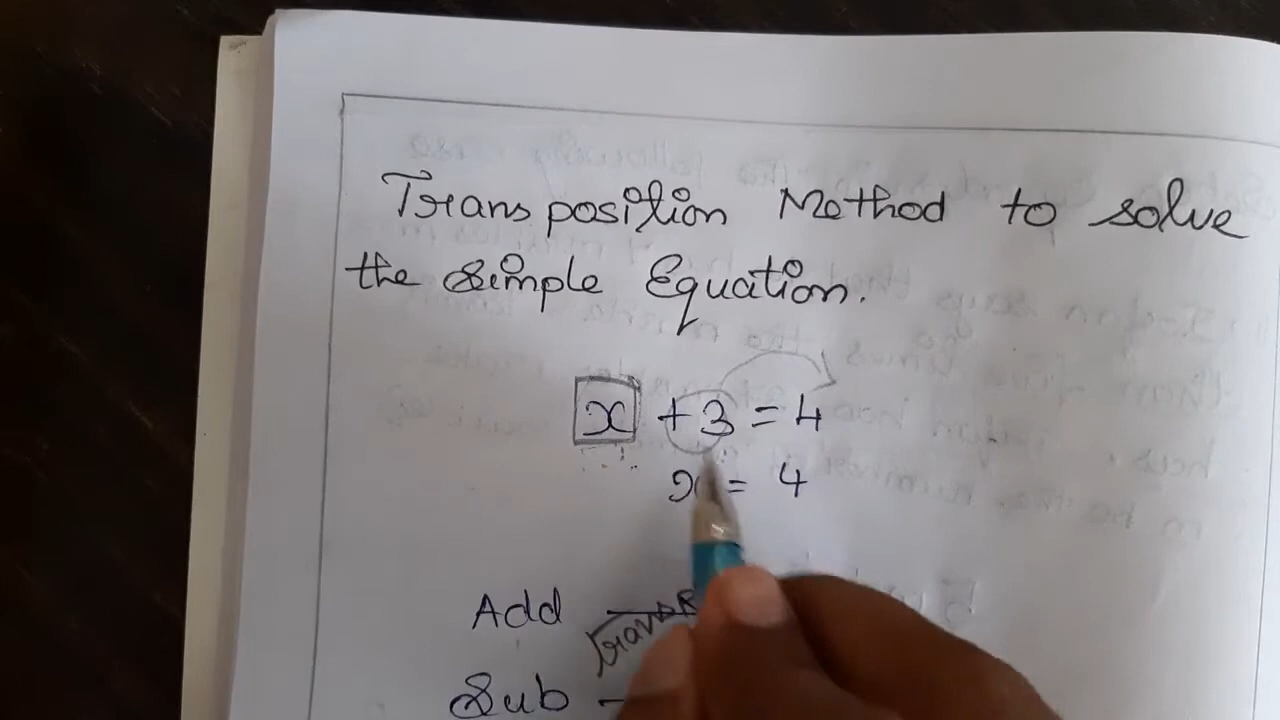 Transposition Method to solve
the simple Equation.
x + 3 = 4
x = 4
Add
Sub